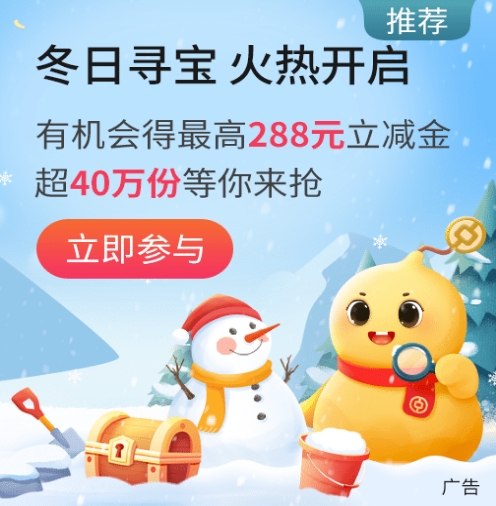 推荐
冬日寻宝 火热开启
有机会得最高288元立减金
超40万份等你来抢
立即参与
广告